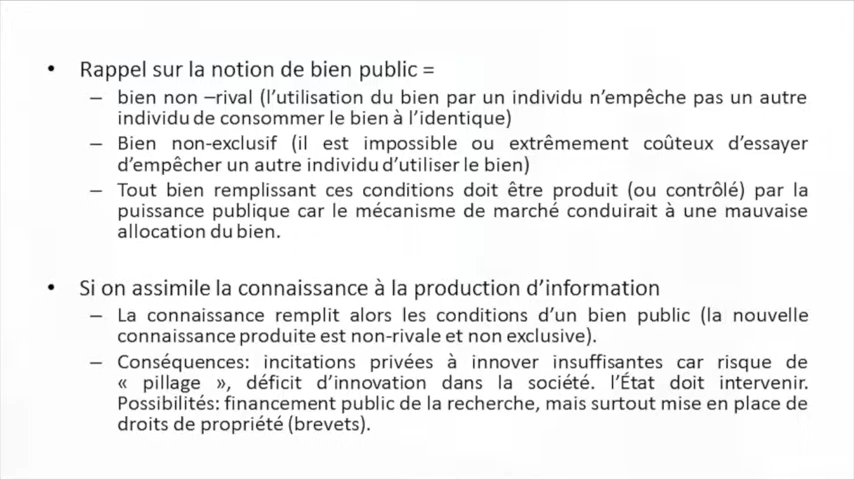 • Rappel sur la notion de bien public =
– bien non –rival (l’utilisation du bien par un individu n’empêche pas un autre
individu de consommer le bien à l’identique)
– Bien non-exclusif (il est impossible ou extrêmement coûteux d’essayer
d’empêcher un autre individu d’utiliser le bien)
– Tout bien remplissant ces conditions doit être produit (ou contrôlé) par la
puissance publique car le mécanisme de marché conduirait à une mauvaise
allocation du bien.
• Si on assimile la connaissance à la production d’information
– La connaissance remplit alors les conditions d’un bien public (la nouvelle
connaissance produite est non-rivale et non exclusive).
– Conséquences: incitations privées à innover insuffisantes car risque de
« pillage », déficit d’innovation dans la société. l’État doit intervenir.
Possibilités: financement public de la recherche, mais surtout mise en place de
droits de propriété (brevets).